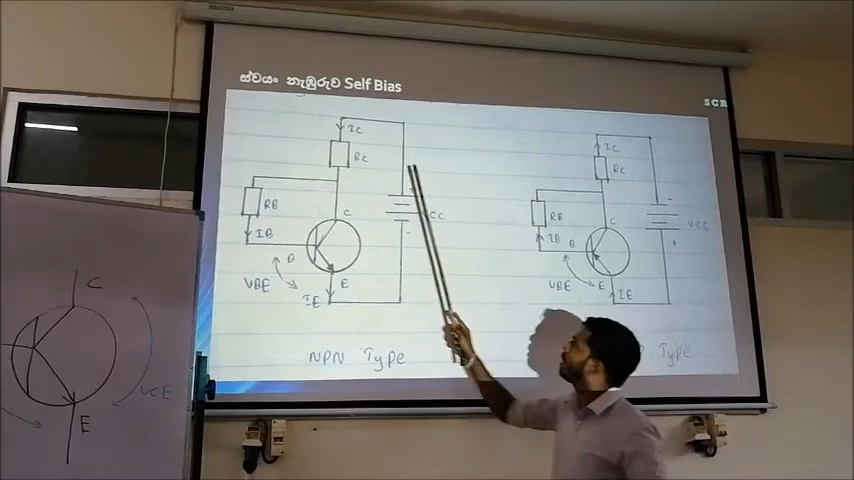 ස්වයං නැඹුරුව Self Bias
SCR
IC
RC
RB
IB
C
B
E
VBE
IE
+
CC
-
NPN Type
IC
RC
RB
IB
C
B
E
VBE
IE
-
VCC
+
Type
C
VCE
E